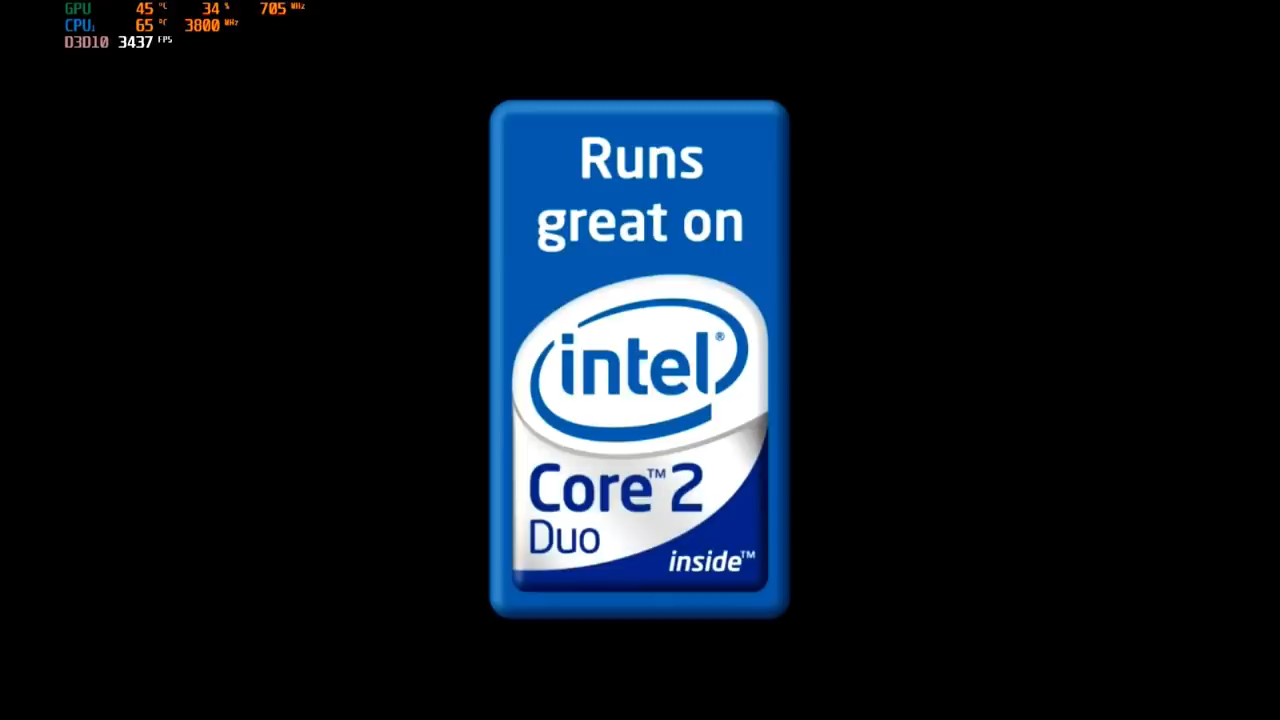 GPU 45 °C 34 % 705 MHz
CPU1 65 °C 3800 MHz
D3D10 3437 FPS
Runs
great on
intel®
Core™ 2
Duo
inside™